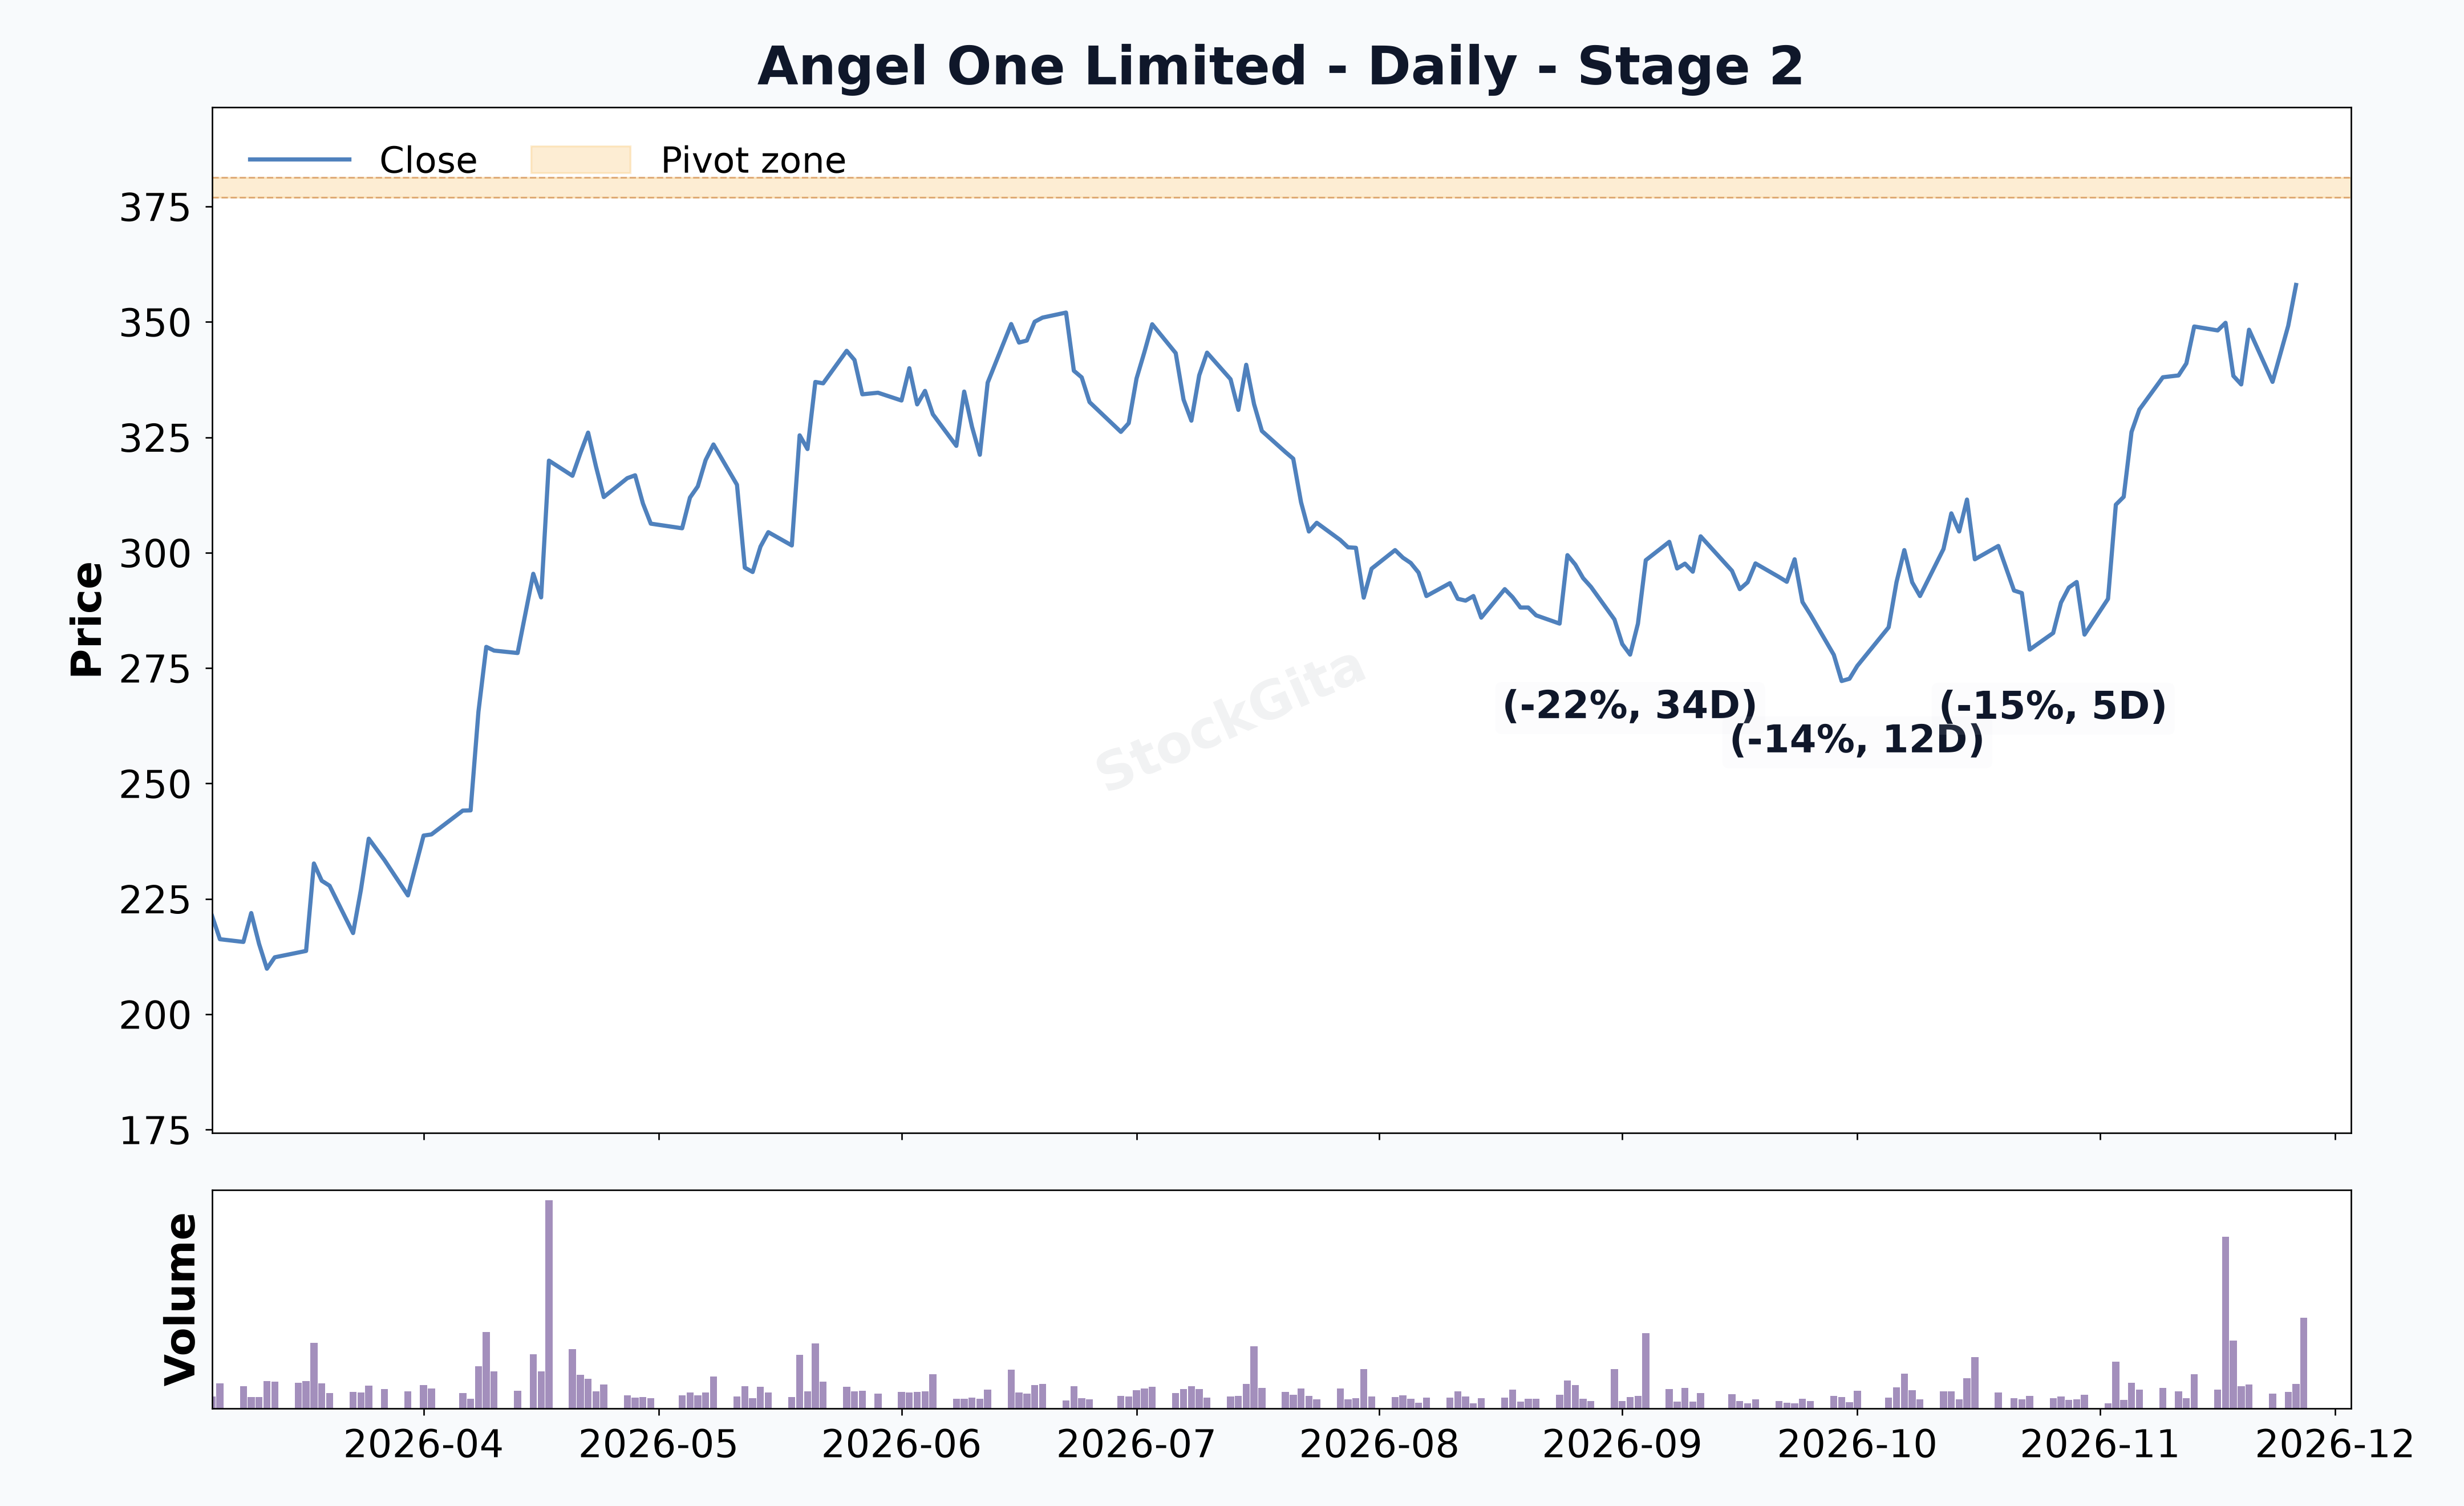 Angel One Limited - Daily - Stage 2
Close
Pivot zone
Price
375
350
325
300
275
250
225
200
175
(-22%, 34D)
(-14%, 12D)
(-15%, 5D)
StockGita
Volume
2026-04
2026-05
2026-06
2026-07
2026-08
2026-09
2026-10
2026-11
2026-12